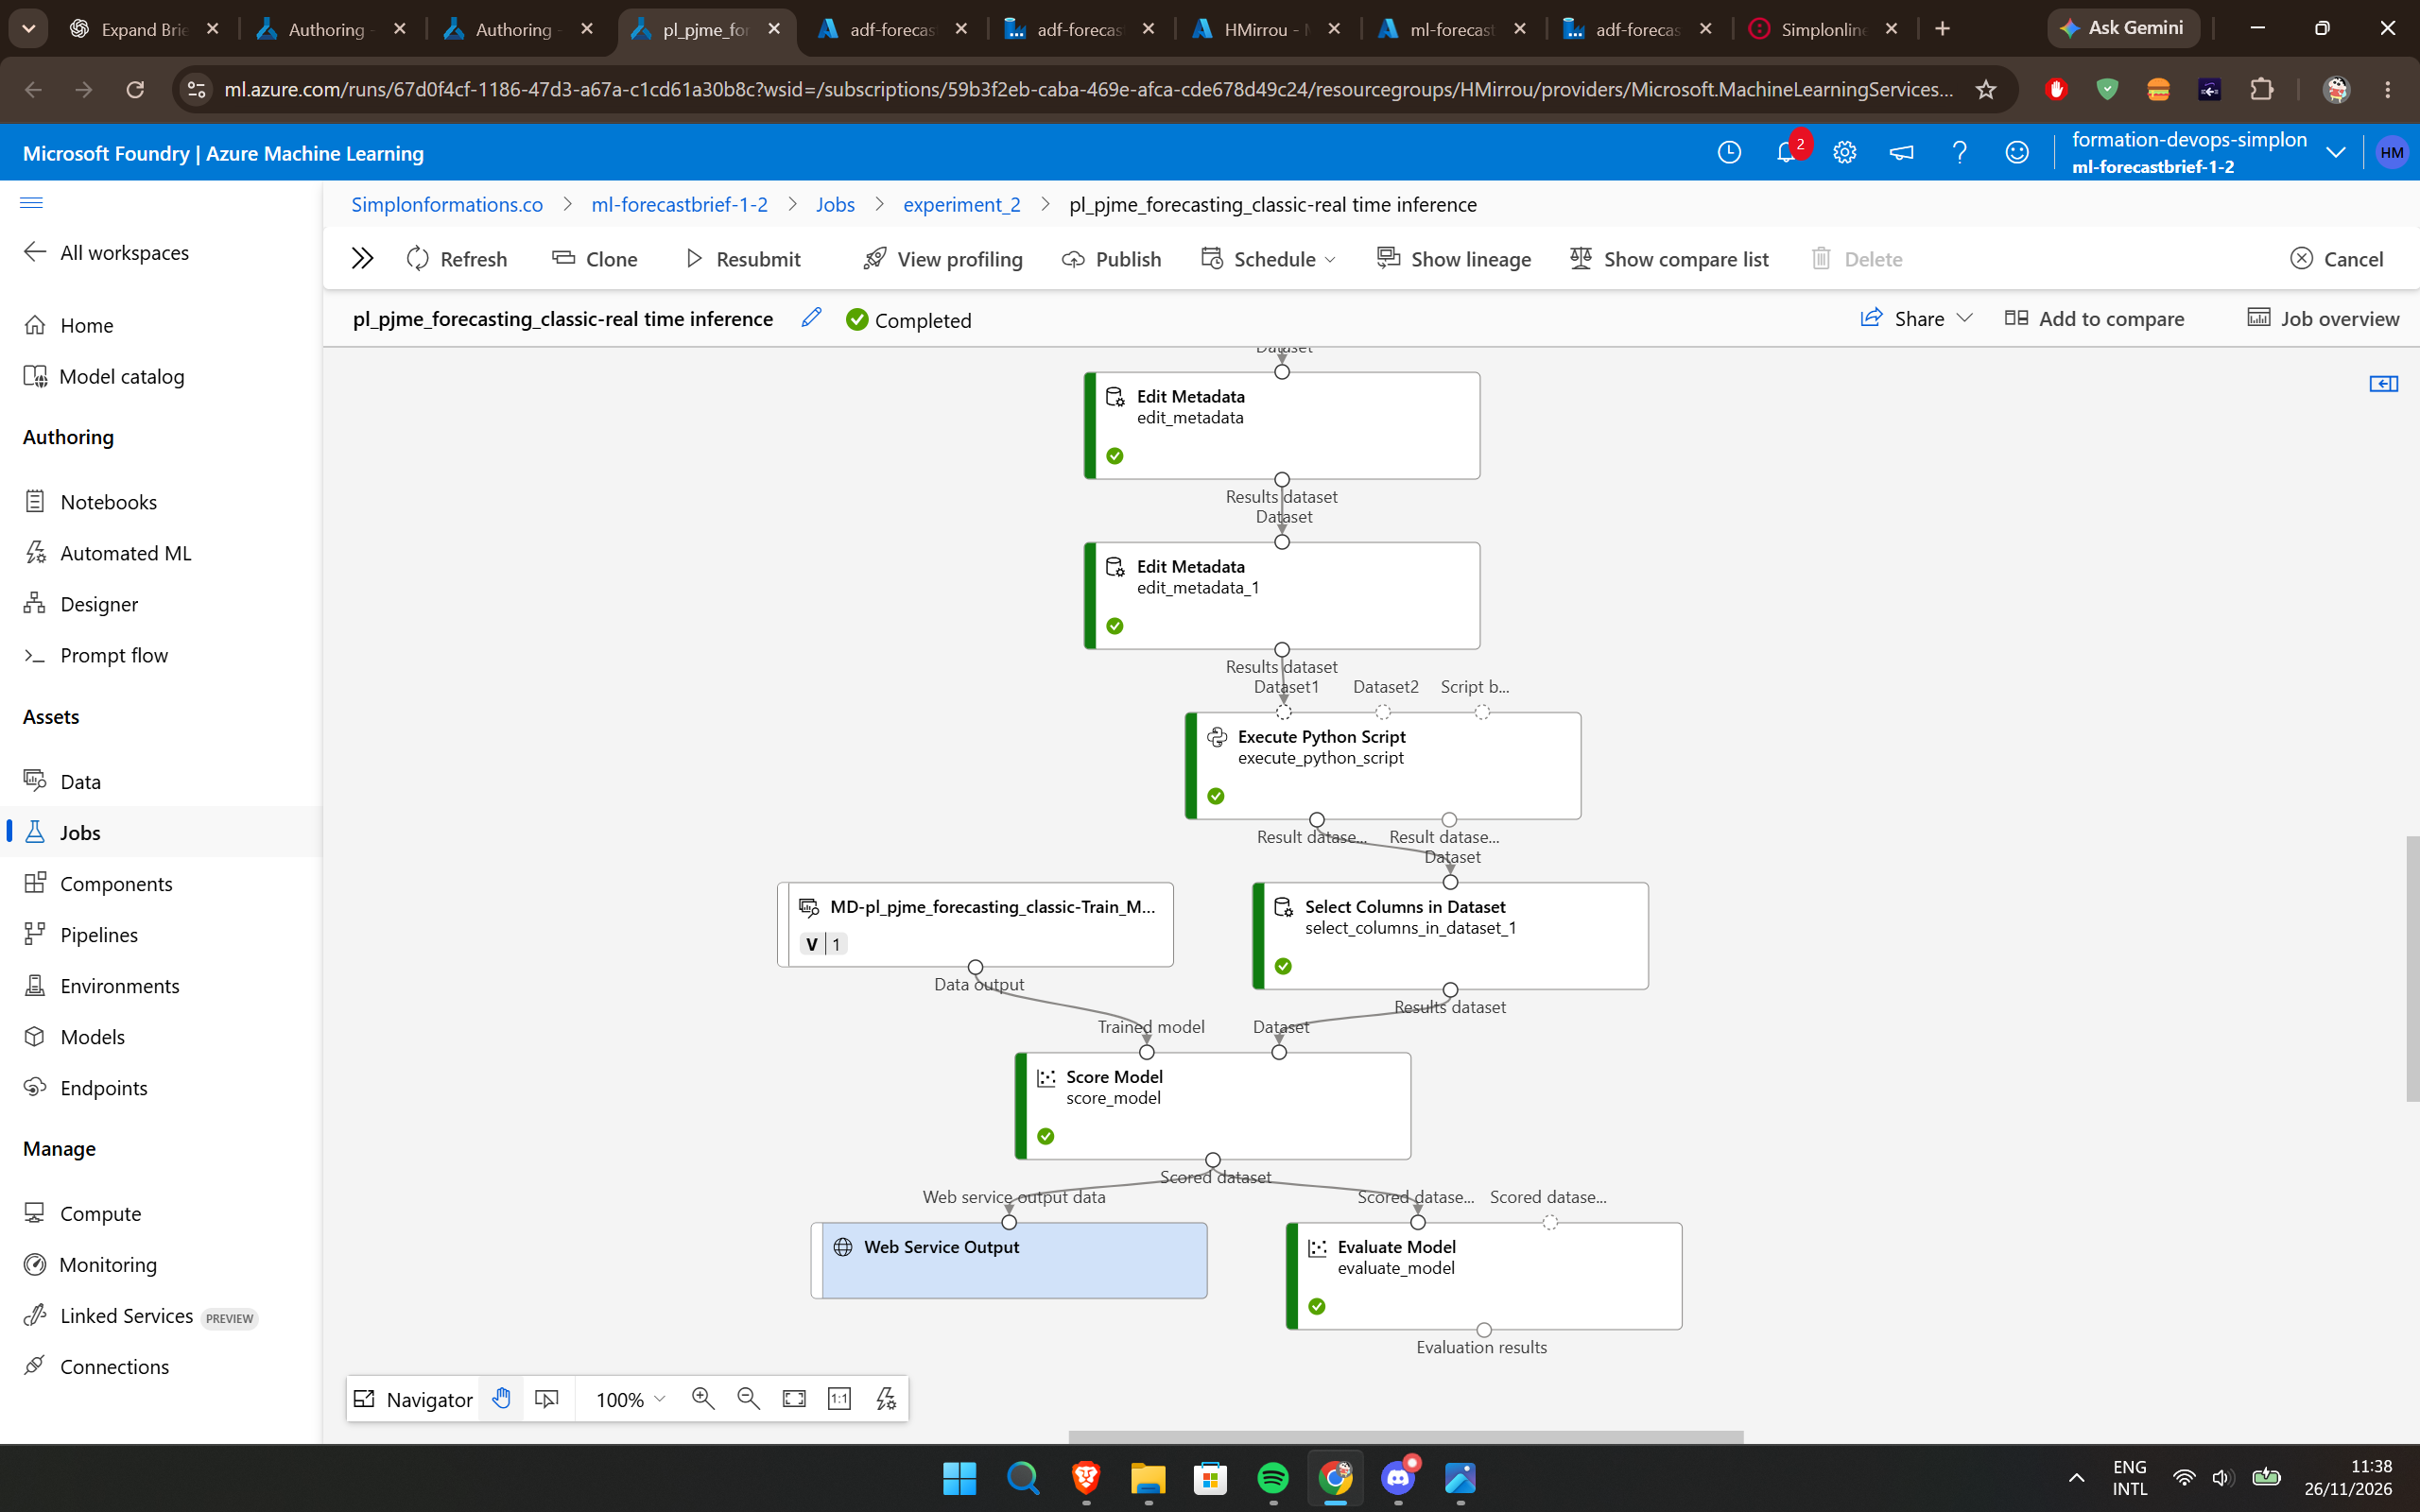 Expand Brie
Authoring -
Authoring -
pl_pjme_for
adf-forecas
adf-forecas
HMirrou - M
ml-forecast
adf-forecas
Simplonline
Ask Gemini
ml.azure.com/runs/67d0f4cf-1186-47d3-a67a-c1cd61a30b8c?wsid=/subscriptions/59b3f2eb-caba-469e-afca-cde678d49c24/resourcegroups/HMirrou/providers/Microsoft.MachineLearningServices...
Microsoft Foundry | Azure Machine Learning
2
formation-devops-simplon
ml-forecastbrief-1-2
HM
Simplonformations.co > ml-forecastbrief-1-2 > Jobs > experiment_2 > pl_pjme_forecasting_classic-real time inference
All workspaces
Home
Model catalog
Authoring
Notebooks
Automated ML
Designer
Prompt flow
Assets
Data
Jobs
Components
Pipelines
Environments
Models
Endpoints
Manage
Compute
Monitoring
Linked Services PREVIEW
Connections
Refresh
Clone
Resubmit
View profiling
Publish
Schedule
Show lineage
Show compare list
Delete
Cancel
pl_pjme_forecasting_classic-real time inference
Completed
Share
Add to compare
Job overview
Dataset
Edit Metadata
edit_metadata
Results dataset
Dataset
Edit Metadata
edit_metadata_1
Results dataset
Dataset1 Dataset2 Script b...
Execute Python Script
execute_python_script
Result datase... Result datase...
Dataset
MD-pl_pjme_forecasting_classic-Train_M...
V 1
Data output
Select Columns in Dataset
select_columns_in_dataset_1
Results dataset
Trained model Dataset
Score Model
score_model
Scored dataset
Web service output data
Scored datase... Scored datase...
Web Service Output
Evaluate Model
evaluate_model
Evaluation results
Navigator
100%
1:1
ENG
INTL
11:38
26/11/2026